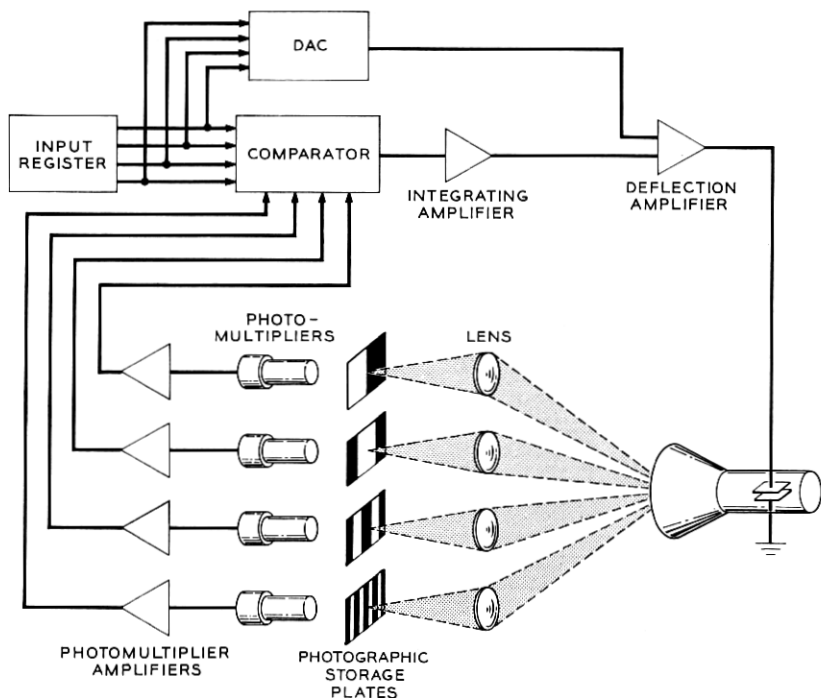 DAC
INPUT
REGISTER
COMPARATOR
INTEGRATING
AMPLIFIER
DEFLECTION
AMPLIFIER
PHOTO-
MULTIPLIERS
LENS
PHOTOMULTIPLIER
AMPLIFIERS
PHOTOGRAPHIC
STORAGE
PLATES